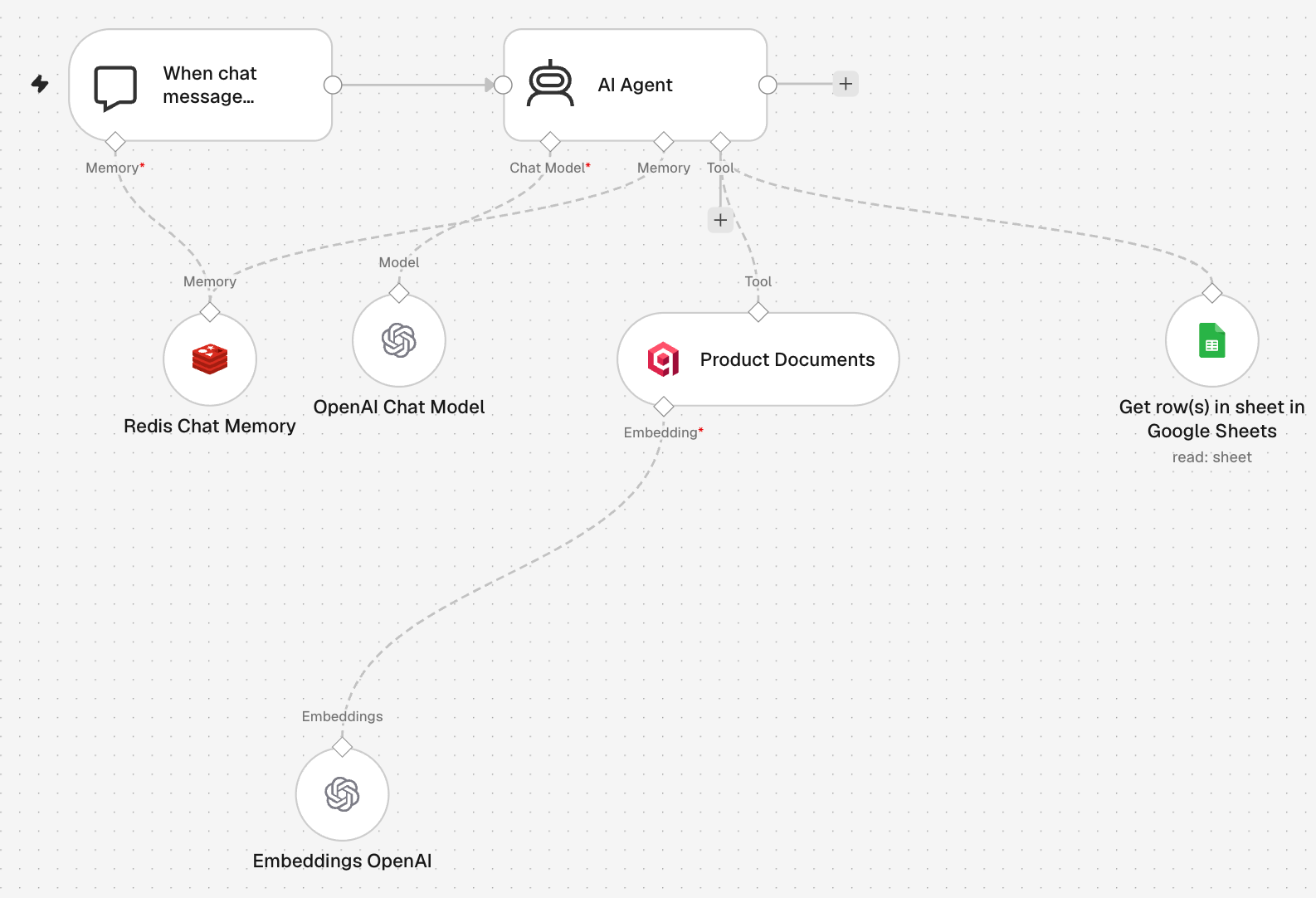 When chat
message...
AI Agent
+
Memory*
Chat Model*
Memory
Tool
+
Model
Memory
Tool
Product Documents
OpenAI Chat Model
Redis Chat Memory
Get row(s) in sheet in
Google Sheets
read: sheet
Embedding*
Embeddings
Embeddings OpenAI